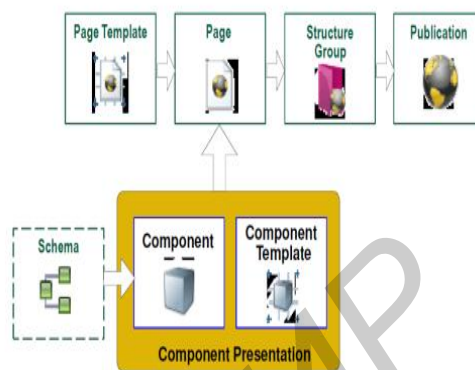 Page Template
Page
Structure
Group
Publication
Schema
Component
Component
Template
Component Presentation